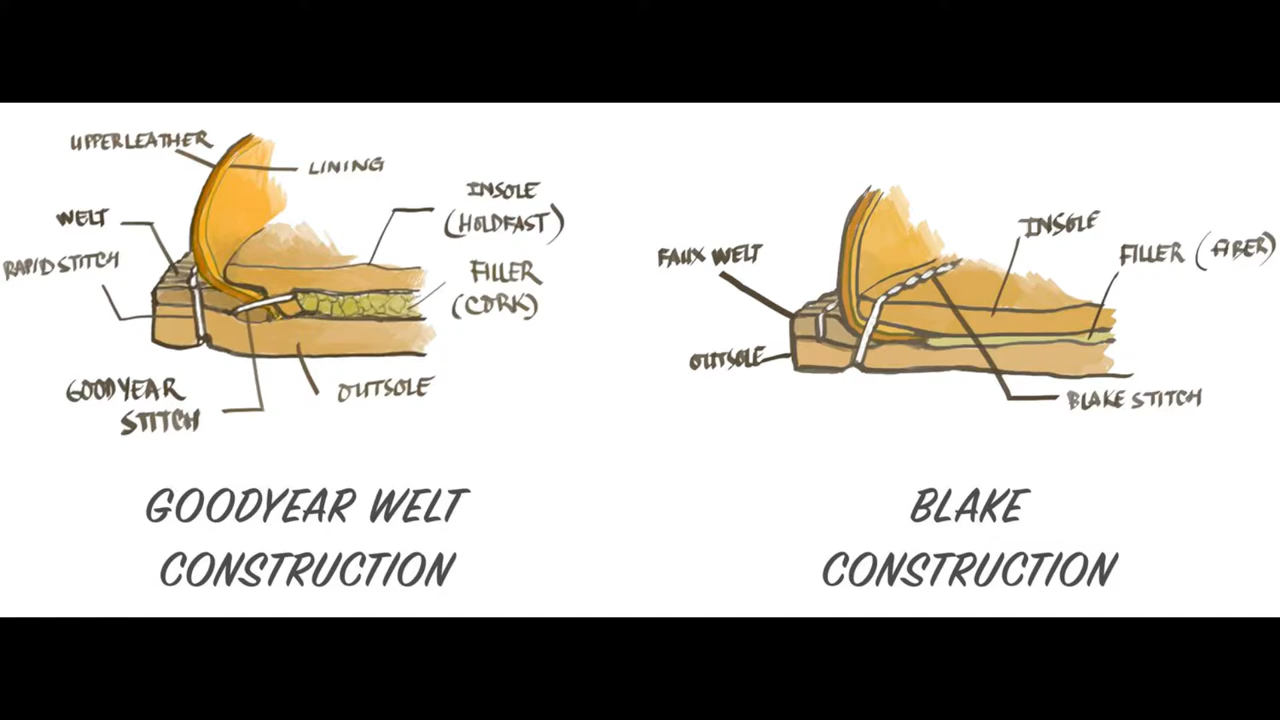 UPPERLEATHER
LINING
WELT
RAPID STITCH
INSOLE
(HOLDFAST)
FILLER
(CORK)
GOODYEAR
STITCH
OUTSOLE
GOODYEAR WELT
CONSTRUCTION
FAUX WELT
INSOLE
FILLER (FIBER)
OUTSOLE
BLAKE STITCH
BLAKE
CONSTRUCTION